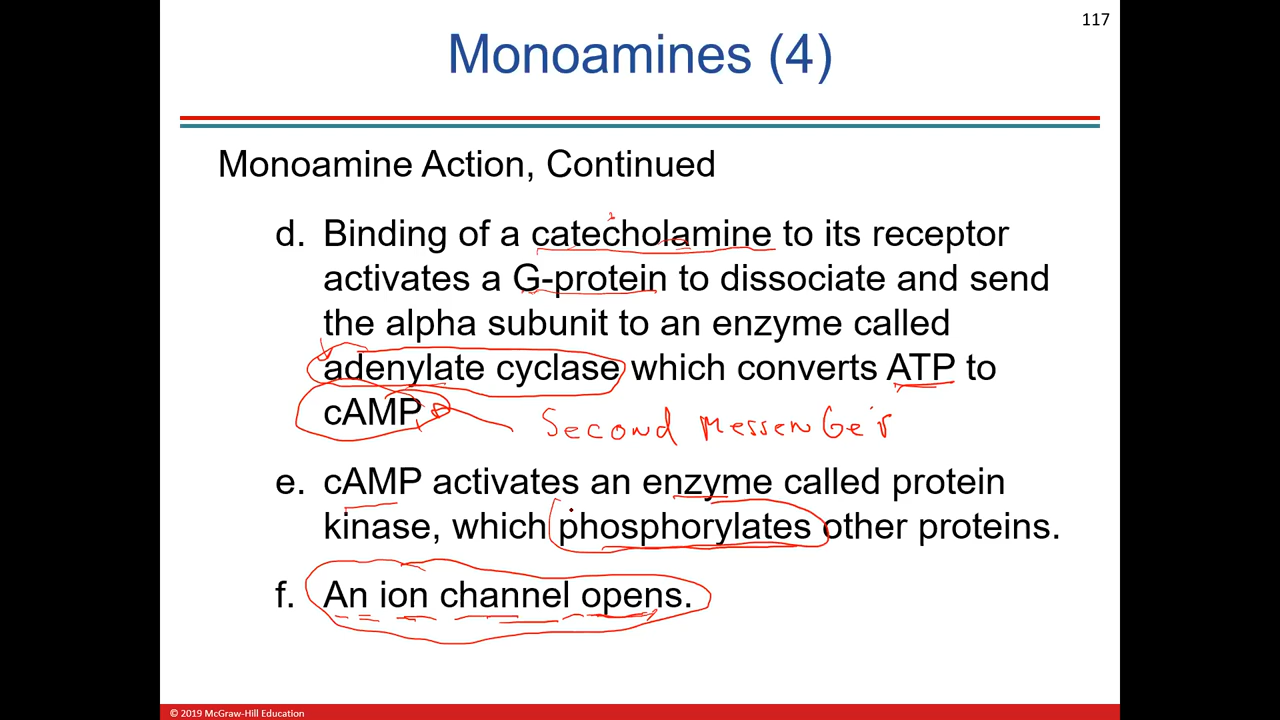 117
Monoamines (4)
Monoamine Action, Continued
d. Binding of a catecholamine to its receptor
activates a G-protein to dissociate and send
the alpha subunit to an enzyme called
adenylate cyclase which converts ATP to
cAMP
Second Messenger
e. cAMP activates an enzyme called protein
kinase, which phosphorylates other proteins.
f. An ion channel opens.
© 2019 McGraw-Hill Education